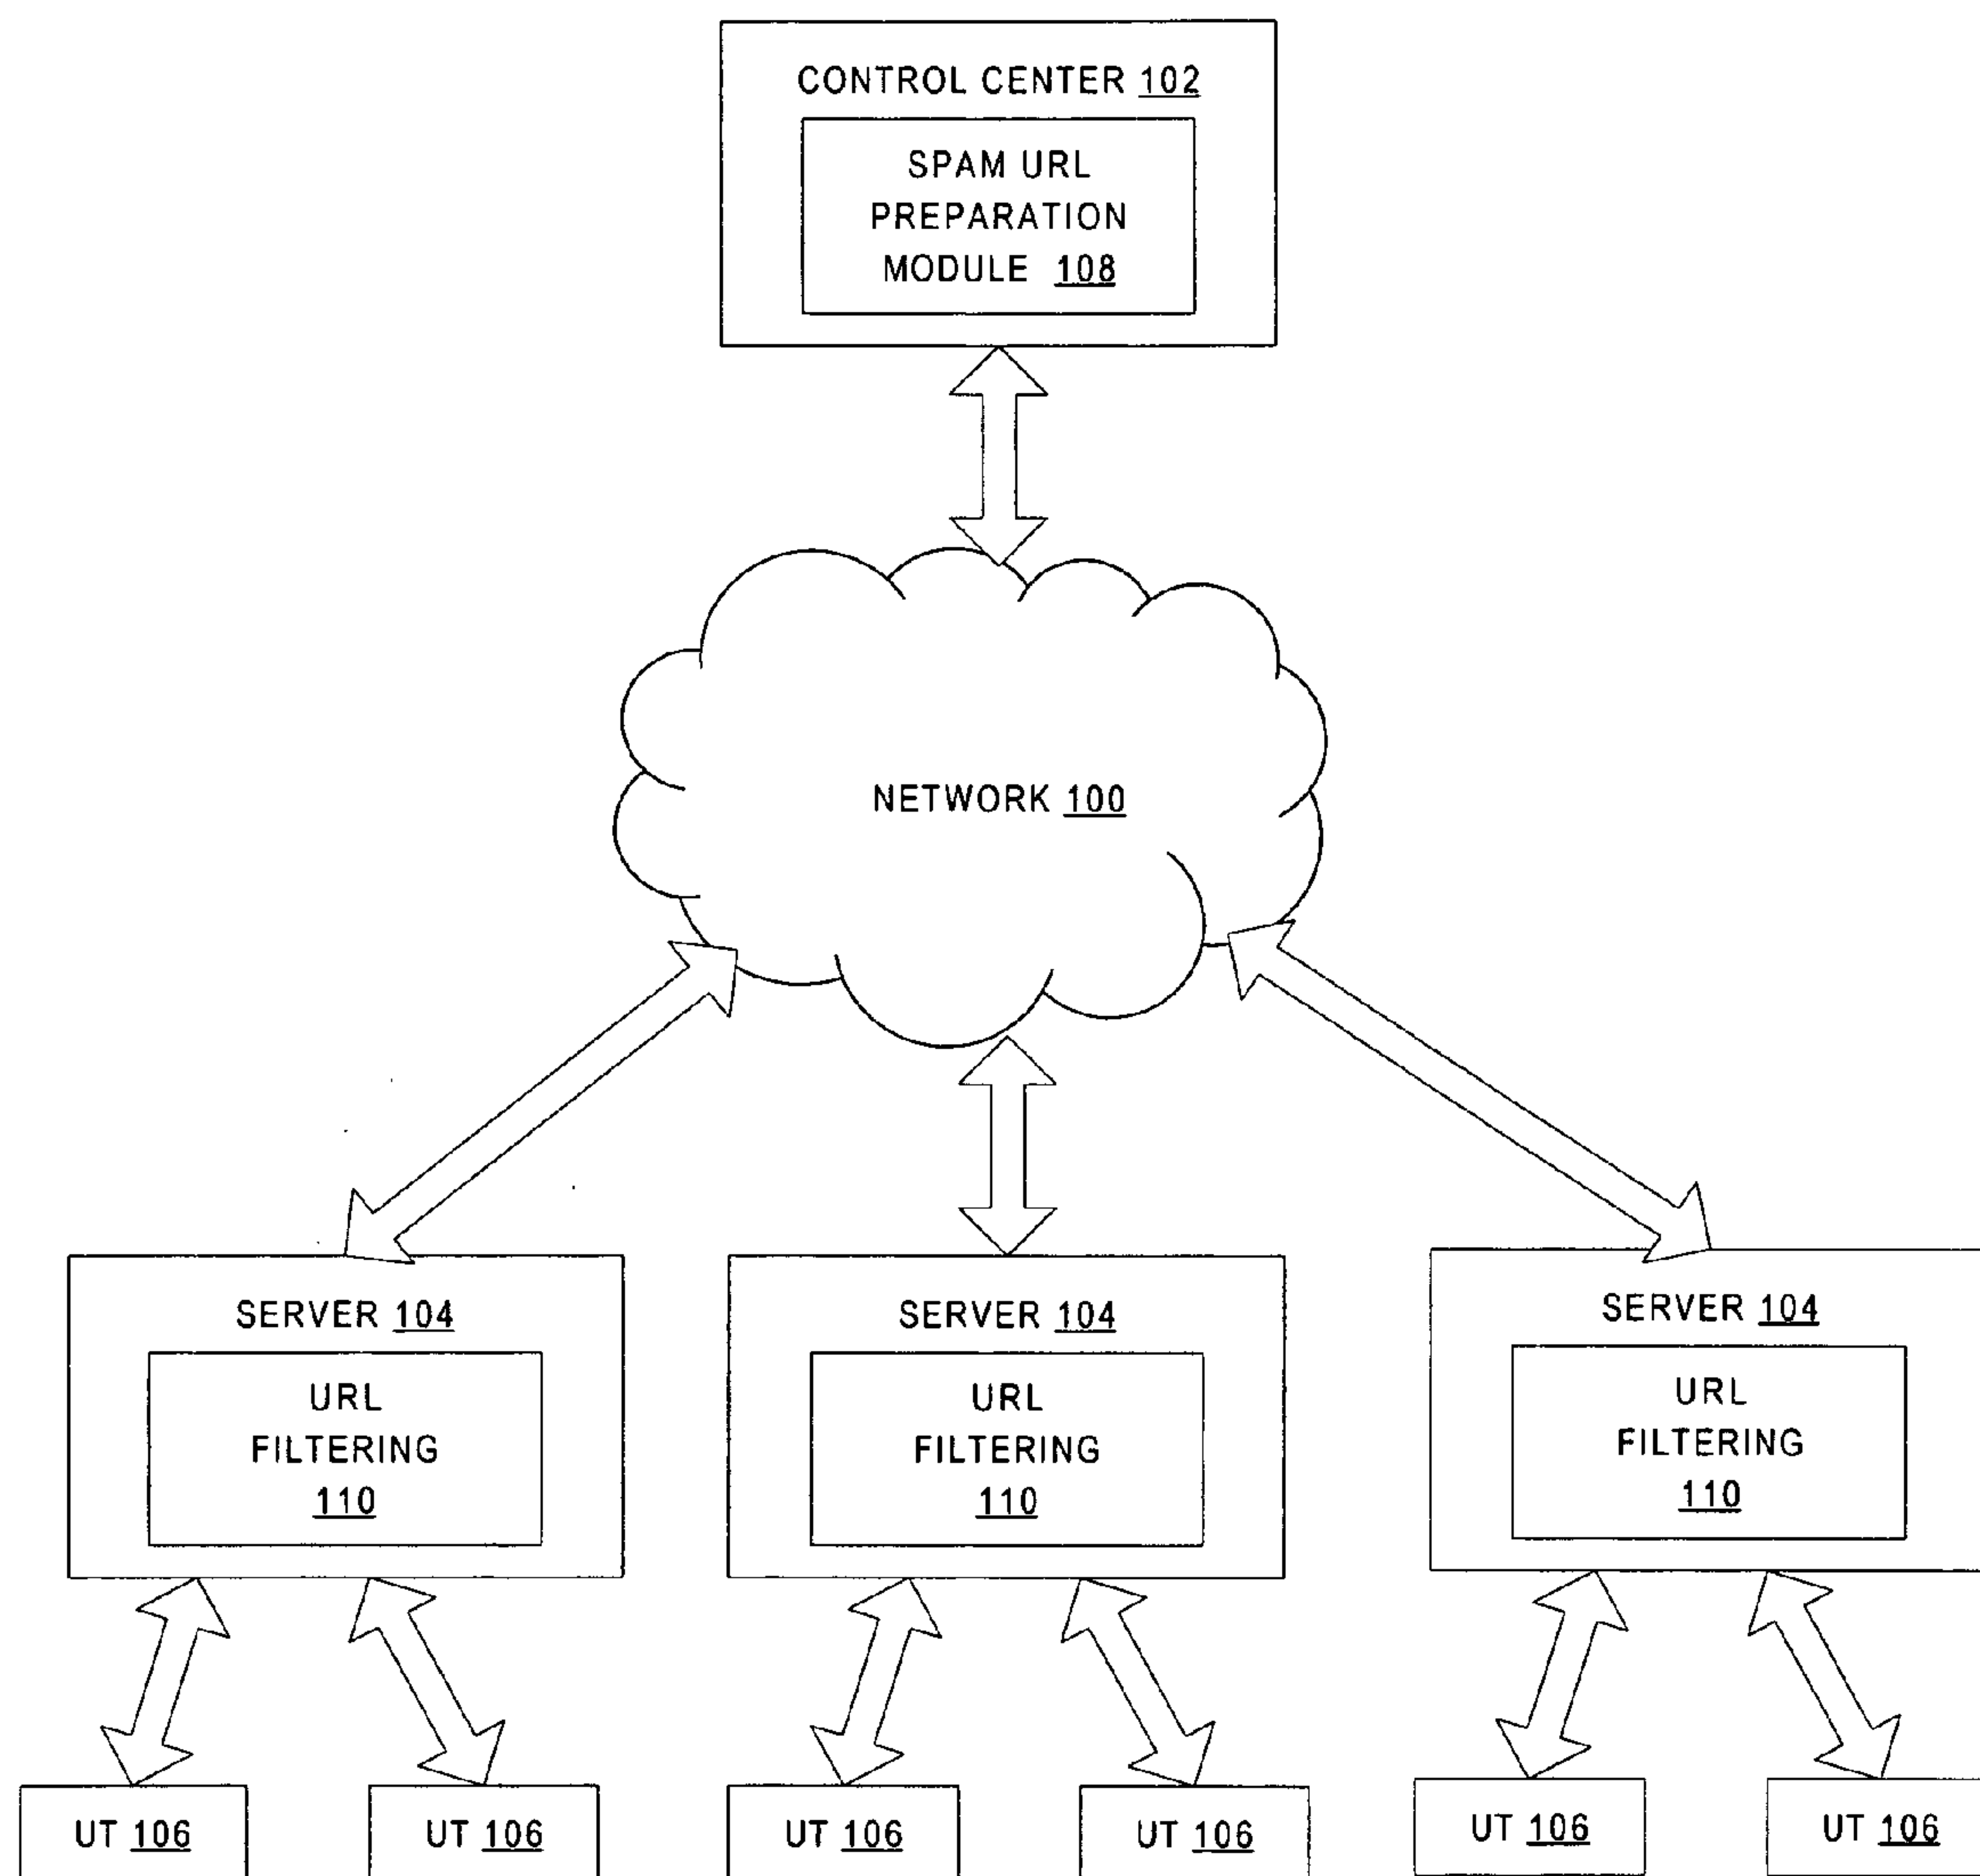 CONTROL CENTER 102
SPAM URL
PREPARATION
MODULE 108
NETWORK 100
SERVER 104
URL
FILTERING
110
SERVER 104
URL
FILTERING
110
SERVER 104
URL
FILTERING
110
UT 106
UT 106
UT 106
UT 106
UT 106
UT 106